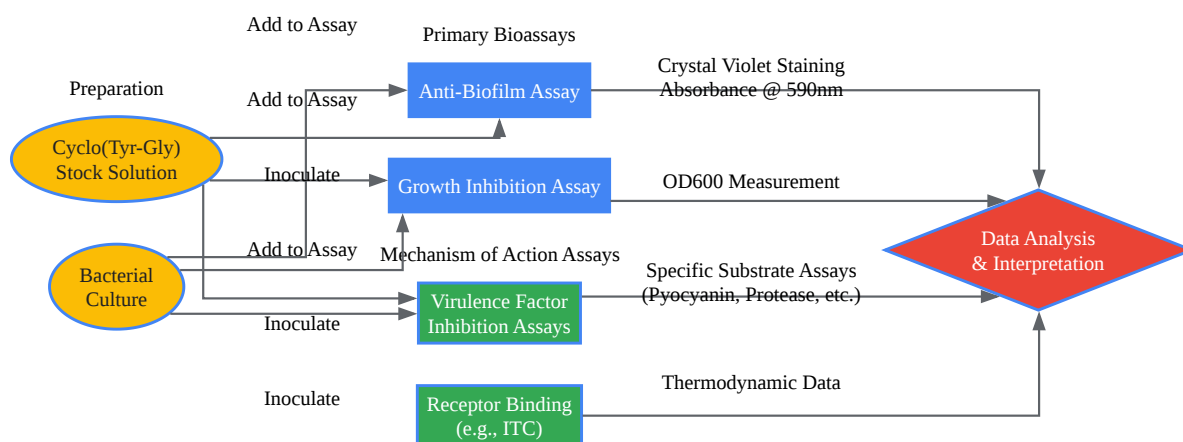 Add to Assay
Primary Bioassays
Crystal Violet Staining
Absorbance @ 590nm
Preparation
Add to Assay
Anti-Biofilm Assay
Cyclo(Tyr-Gly)
Stock Solution
Inoculate
Growth Inhibition Assay
OD600 Measurement
Add to Assay
Mechanism of Action Assays
Data Analysis
& Interpretation
Bacterial
Culture
Specific Substrate Assays
(Pyocyanin, Protease, etc.)
Virulence Factor
Inhibition Assays
Inoculate
Inoculate
Receptor Binding
(e.g., ITC)
Thermodynamic Data